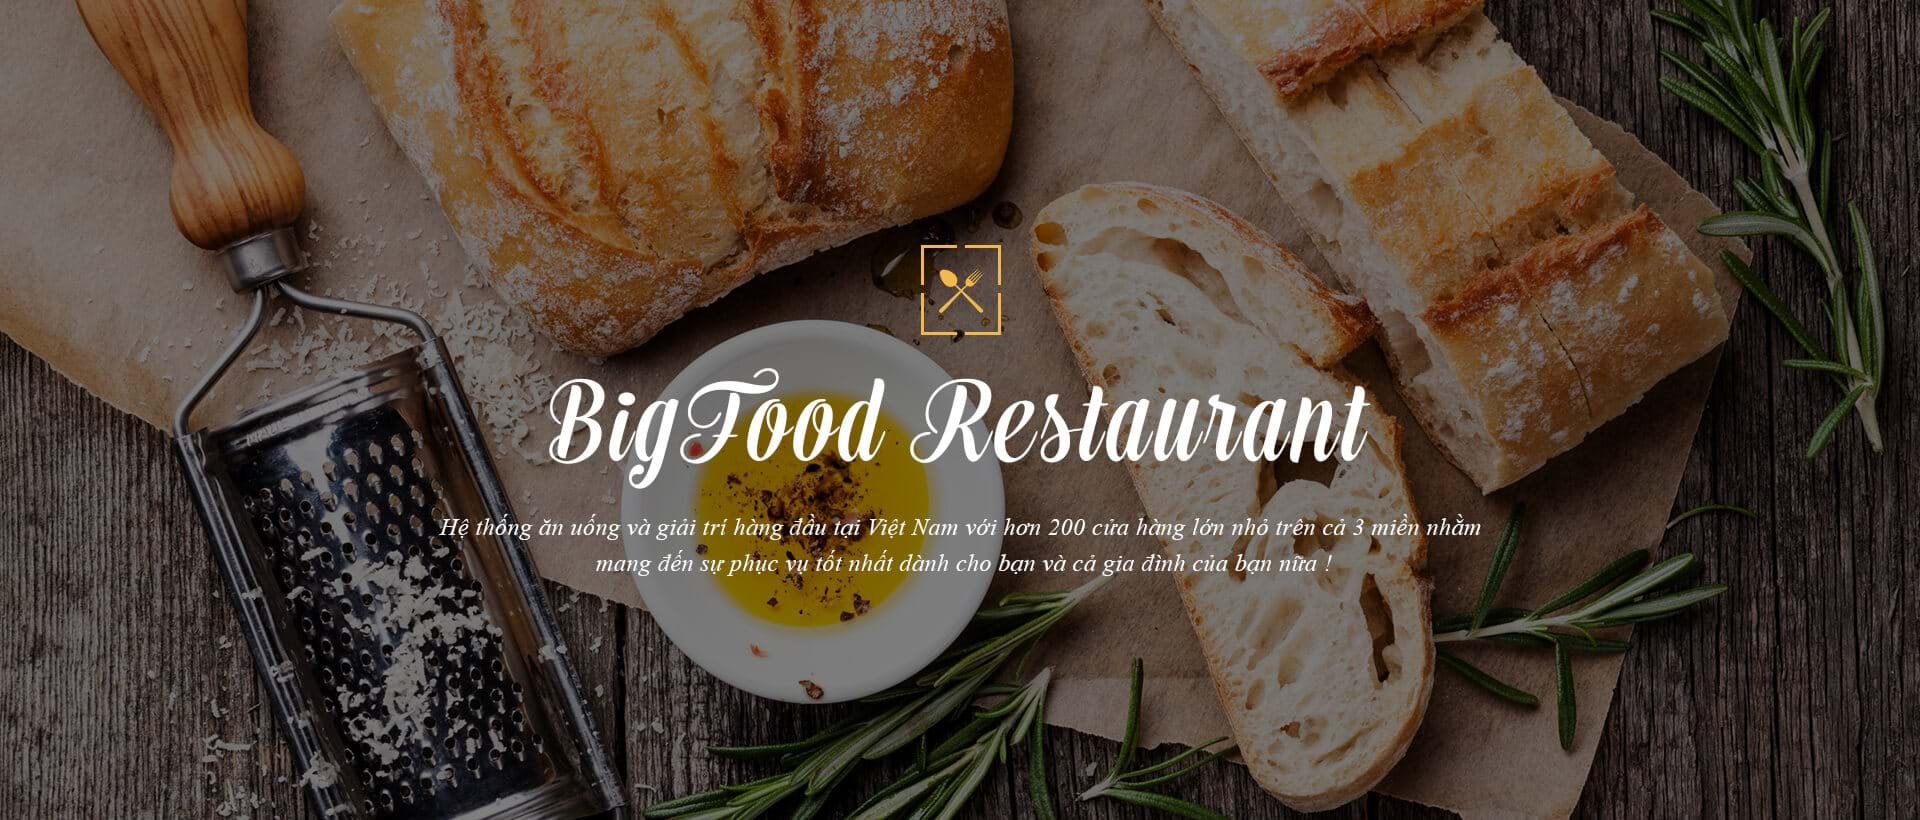 BigFood Restaurant
Hệ thống ăn uống và giải trí hàng đầu tại Việt Nam với hơn 200 cửa hàng lớn nhỏ trên cả 3 miền nhằm
mang đến sự phục vụ tốt nhất dành cho bạn và cả gia đình của bạn nữa !